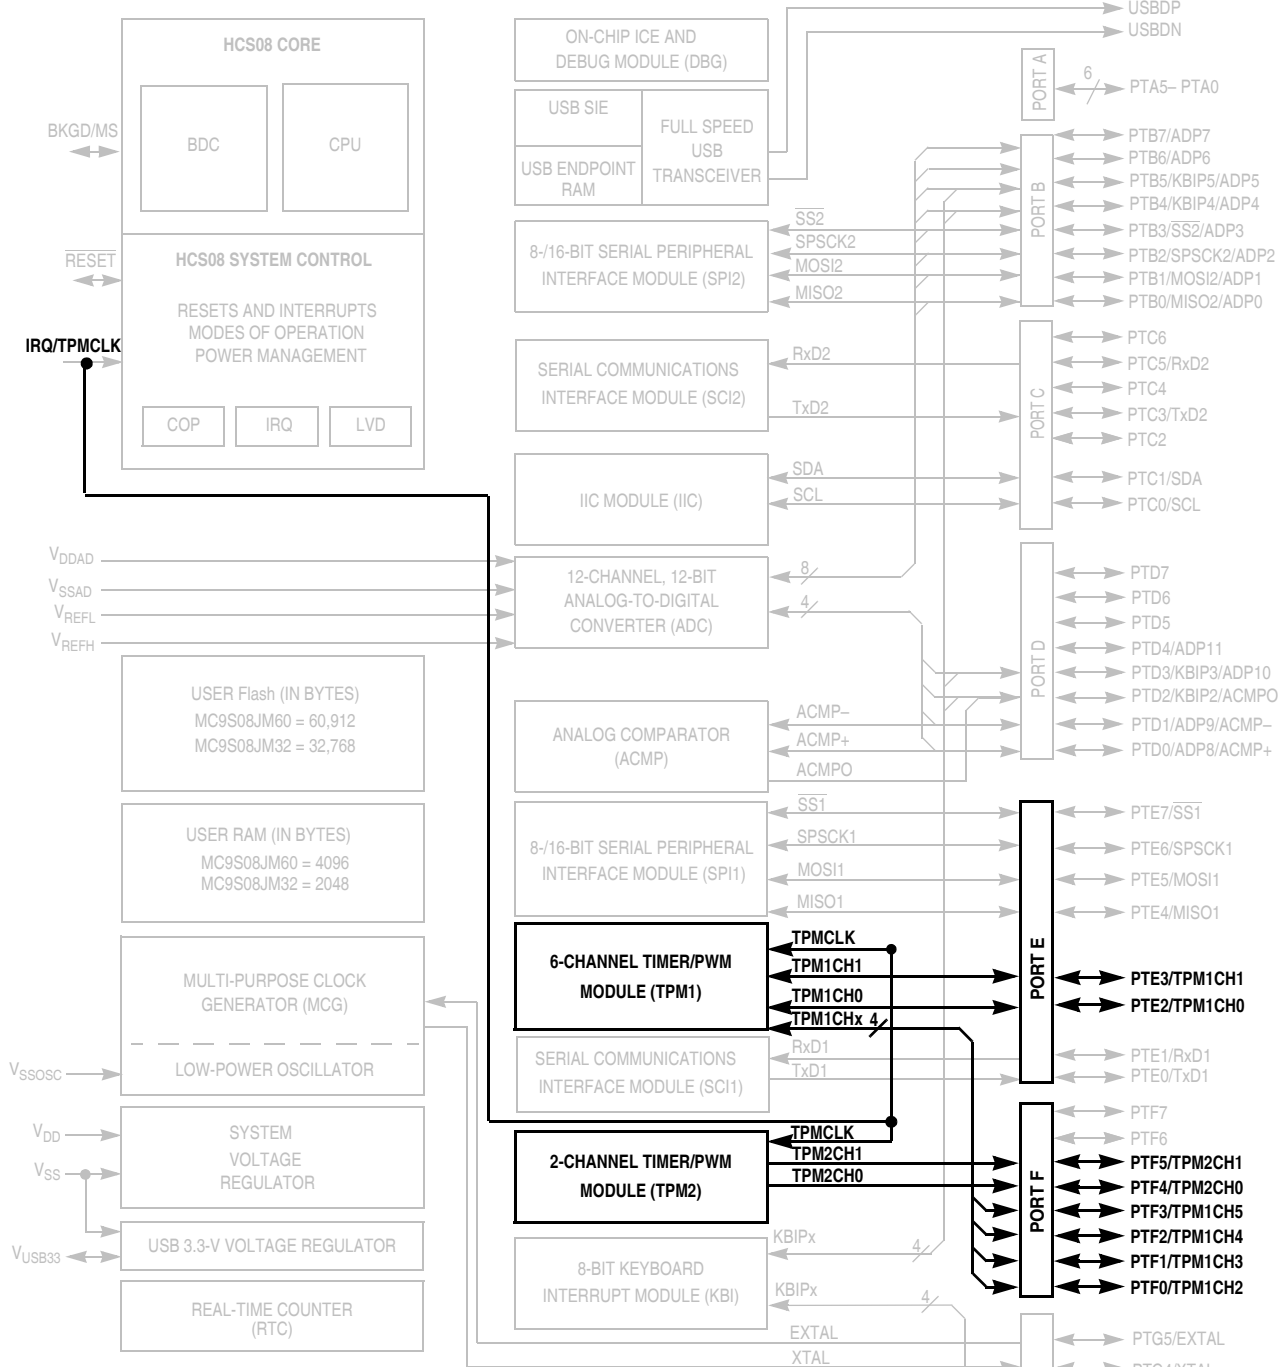 HCS08 CORE
BDC
CPU
BKGD/MS
RESET
HCS08 SYSTEM CONTROL
RESETS AND INTERRUPTS
MODES OF OPERATION
POWER MANAGEMENT
IRQ/TPMCLK
COP
IRQ
LVD
VDDAD
VSSAD
VREFL
VREFH
USER Flash (IN BYTES)
MC9S08JM60 = 60,912
MC9S08JM32 = 32,768
USER RAM (IN BYTES)
MC9S08JM60 = 4096
MC9S08JM32 = 2048
MULTI-PURPOSE CLOCK
GENERATOR (MCG)
LOW-POWER OSCILLATOR
VSSOSC
SYSTEM
VOLTAGE
REGULATOR
VDD
VSS
USB 3.3-V VOLTAGE REGULATOR
VUSB33
REAL-TIME COUNTER
(RTC)
ON-CHIP ICE AND
DEBUG MODULE (DBG)
USB SIE
USB ENDPOINT
RAM
FULL SPEED
USB
TRANSCEIVER
8-/16-BIT SERIAL PERIPHERAL
INTERFACE MODULE (SPI2)
SS2
SPSCK2
MOSI2
MISO2
SERIAL COMMUNICATIONS
INTERFACE MODULE (SCI2)
RxD2
TxD2
IIC MODULE (IIC)
SDA
SCL
12-CHANNEL, 12-BIT
ANALOG-TO-DIGITAL
CONVERTER (ADC)
8
4
ANALOG COMPARATOR
(ACMP)
ACMP–
ACMP+
ACMPO
8-/16-BIT SERIAL PERIPHERAL
INTERFACE MODULE (SPI1)
SS1
SPSCK1
MOSI1
MISO1
6-CHANNEL TIMER/PWM
MODULE (TPM1)
TPMCLK
TPM1CH1
TPM1CH0
TPM1CHx 4
SERIAL COMMUNICATIONS
INTERFACE MODULE (SCI1)
RxD1
TxD1
2-CHANNEL TIMER/PWM
MODULE (TPM2)
TPMCLK
TPM2CH1
TPM2CH0
8-BIT KEYBOARD
INTERRUPT MODULE (KBI)
KBIPx
4
KBIPx
4
EXTAL
XTAL
USBDP
USBDN
PORT A
6
PTA5– PTA0
PORT B
PTB7/ADP7
PTB6/ADP6
PTB5/KBIP5/ADP5
PTB4/KBIP4/ADP4
PTB3/SS2/ADP3
PTB2/SPSCK2/ADP2
PTB1/MOSI2/ADP1
PTB0/MISO2/ADP0
PORT C
PTC6
PTC5/RxD2
PTC4
PTC3/TxD2
PTC2
PTC1/SDA
PTC0/SCL
PORT D
PTD7
PTD6
PTD5
PTD4/ADP11
PTD3/KBIP3/ADP10
PTD2/KBIP2/ACMPO
PTD1/ADP9/ACMP–
PTD0/ADP8/ACMP+
PORT E
PTE7/SS1
PTE6/SPSCK1
PTE5/MOSI1
PTE4/MISO1
PTE3/TPM1CH1
PTE2/TPM1CH0
PTE1/RxD1
PTE0/TxD1
PORT F
PTF7
PTF6
PTF5/TPM2CH1
PTF4/TPM2CH0
PTF3/TPM1CH5
PTF2/TPM1CH4
PTF1/TPM1CH3
PTF0/TPM1CH2
PTG5/EXTAL